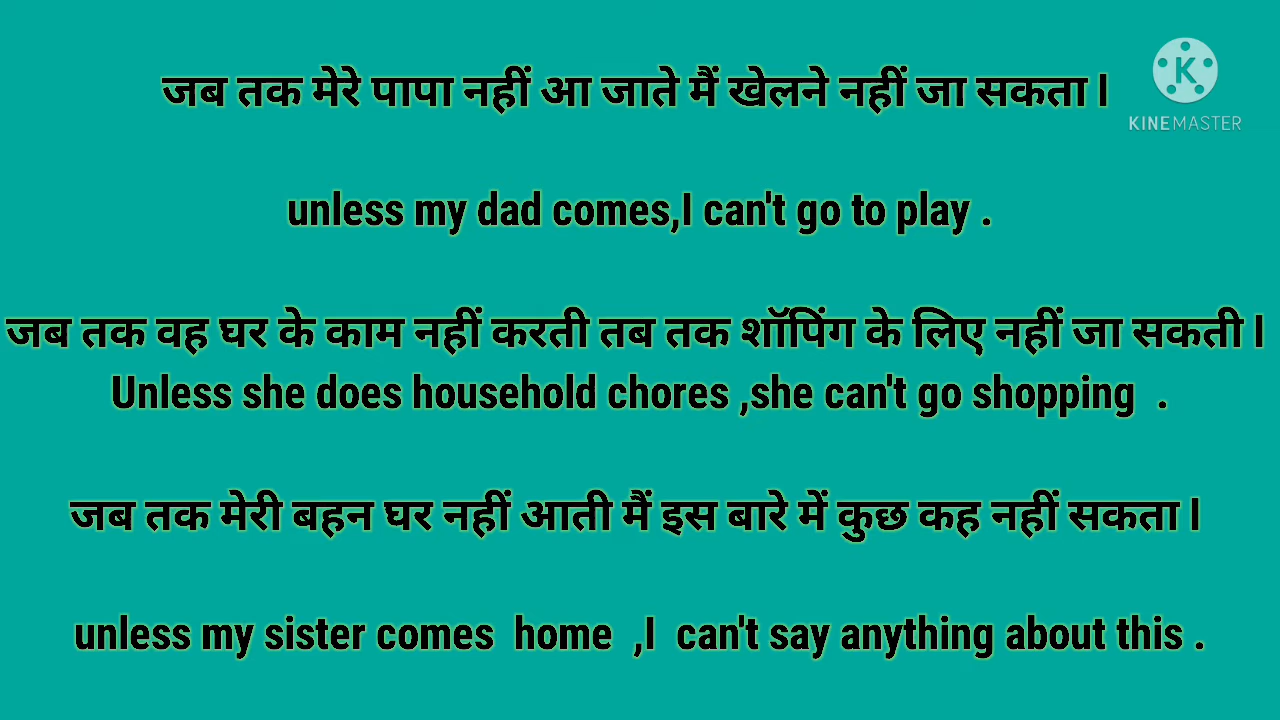 जब तक मेरे पापा नहीं आ जाते मैं खेलने नहीं जा सकता l
K
KINEMASTER
unless my dad comes,I can't go to play .
जब तक वह घर के काम नहीं करती तब तक शॉपिंग के लिए नहीं जा सकती l
Unless she does household chores ,she can't go shopping .
जब तक मेरी बहन घर नहीं आती मैं इस बारे में कुछ कह नहीं सकता l
unless my sister comes home ,I can't say anything about this .